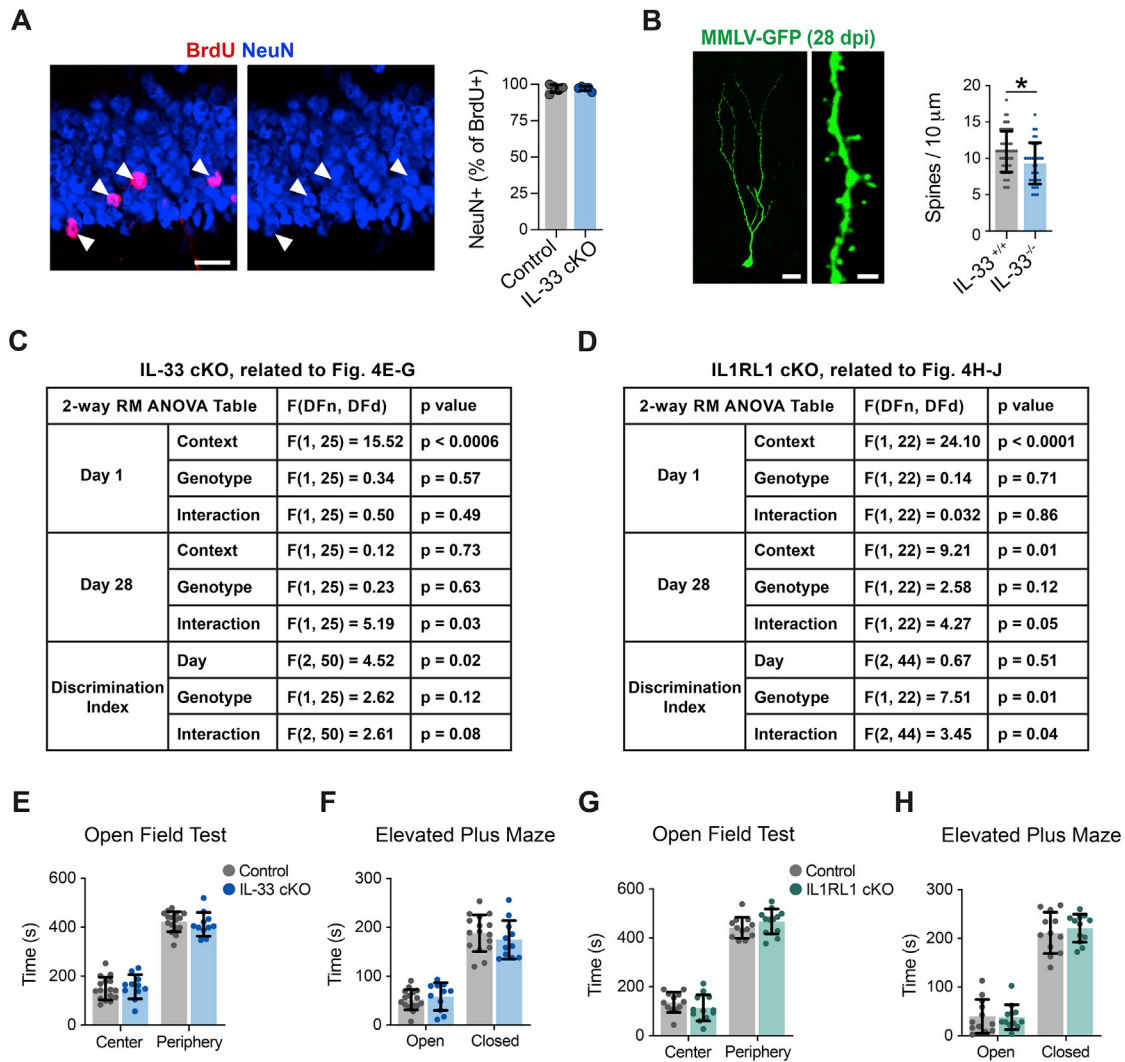 A
BrdU NeuN
NeuN+ (% of BrdU+)
100
50
0
Control
IL-33 cKO
B
MMLV-GFP (28 dpi)
Spines / 10 µm
20
15
10
5
0
*
IL-33+/+
IL-33-/-
C
IL-33 cKO, related to Fig. 4E-G
2-way RM ANOVA Table F(DFn, DFd) p value
Day 1
Context F(1, 25) = 15.52 p < 0.0006
Genotype F(1, 25) = 0.34 p = 0.57
Interaction F(1, 25) = 0.50 p = 0.49
Day 28
Context F(1, 25) = 0.12 p = 0.73
Genotype F(1, 25) = 0.23 p = 0.63
Interaction F(1, 25) = 5.19 p = 0.03
Discrimination
Index
Day F(2, 50) = 4.52 p = 0.02
Genotype F(1, 25) = 2.62 p = 0.12
Interaction F(2, 50) = 2.61 p = 0.08
D
IL1RL1 cKO, related to Fig. 4H-J
2-way RM ANOVA Table F(DFn, DFd) p value
Day 1
Context F(1, 22) = 24.10 p < 0.0001
Genotype F(1, 22) = 0.14 p = 0.71
Interaction F(1, 22) = 0.032 p = 0.86
Day 28
Context F(1, 22) = 9.21 p = 0.01
Genotype F(1, 22) = 2.58 p = 0.12
Interaction F(1, 22) = 4.27 p = 0.05
Discrimination
Index
Day F(2, 44) = 0.67 p = 0.51
Genotype F(1, 22) = 7.51 p = 0.01
Interaction F(2, 44) = 3.45 p = 0.04
E
Open Field Test
Control
IL-33 cKO
Time (s)
600
400
200
0
Center Periphery
F
Elevated Plus Maze
Time (s)
300
200
100
0
Open Closed
G
Open Field Test
Control
IL1RL1 cKO
Time (s)
600
400
200
0
Center Periphery
H
Elevated Plus Maze
Time (s)
300
200
100
0
Open Closed